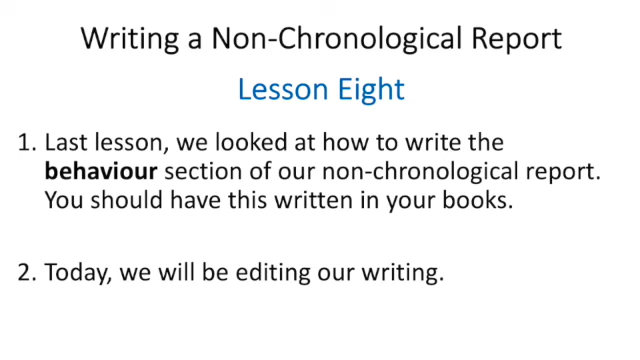 Writing a Non-Chronological Report
Lesson Eight
1. Last lesson, we looked at how to write the
behaviour section of our non-chronological report.
You should have this written in your books.
2. Today, we will be editing our writing.